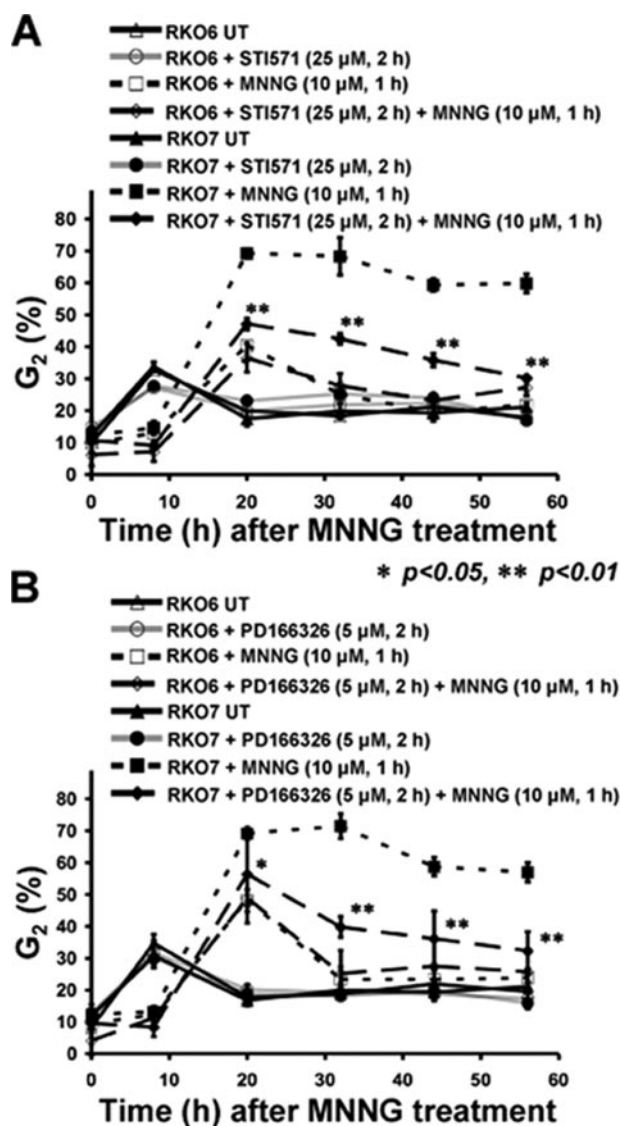 A
RKO6 UT
RKO6 + STI571 (25 µM, 2 h)
RKO6 + MNNG (10 µM, 1 h)
RKO6 + STI571 (25 µM, 2 h) + MNNG (10 µM, 1 h)
RKO7 UT
RKO7 + STI571 (25 µM, 2 h)
RKO7 + MNNG (10 µM, 1 h)
RKO7 + STI571 (25 µM, 2 h) + MNNG (10 µM, 1 h)
80
70
60
50
40
30
20
10
0
G₂ (%)
** ** ** **
0 10 20 30 40 50 60
Time (h) after MNNG treatment
* p<0.05, ** p<0.01
B
RKO6 UT
RKO6 + PD166326 (5 µM, 2 h)
RKO6 + MNNG (10 µM, 1 h)
RKO6 + PD166326 (5 µM, 2 h) + MNNG (10 µM, 1 h)
RKO7 UT
RKO7 + PD166326 (5 µM, 2 h)
RKO7 + MNNG (10 µM, 1 h)
RKO7 + PD166326 (5 µM, 2 h) + MNNG (10 µM, 1 h)
80
70
60
50
40
30
20
10
0
G₂ (%)
* ** ** **
0 10 20 30 40 50 60
Time (h) after MNNG treatment